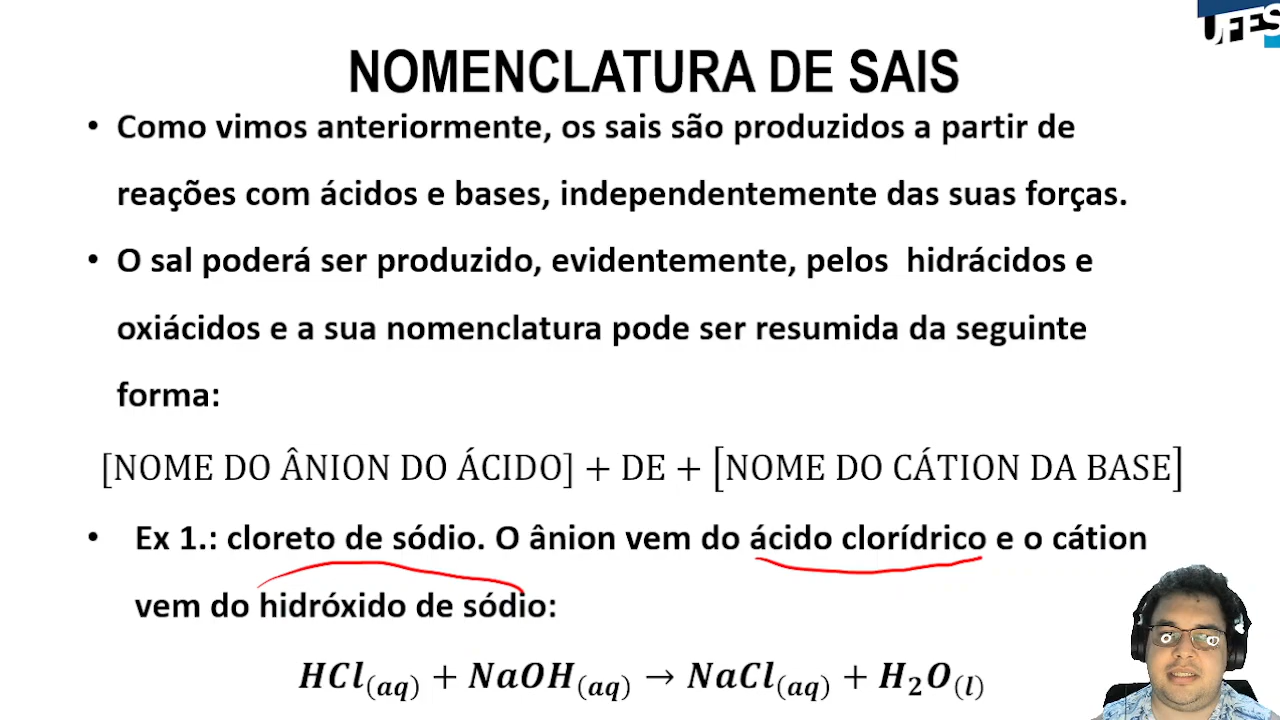 UFES
NOMENCLATURA DE SAIS
• Como vimos anteriormente, os sais são produzidos a partir de
reações com ácidos e bases, independentemente das suas forças.
• O sal poderá ser produzido, evidentemente, pelos hidrácidos e
oxiácidos e a sua nomenclatura pode ser resumida da seguinte
forma:
[NOME DO ÂNION DO ÁCIDO] + DE + [NOME DO CÁTION DA BASE]
• Ex 1.: cloreto de sódio. O ânion vem do ácido clorídrico e o cátion
vem do hidróxido de sódio:
HCl(aq) + NaOH(aq) → NaCl(aq) + H₂O(l)